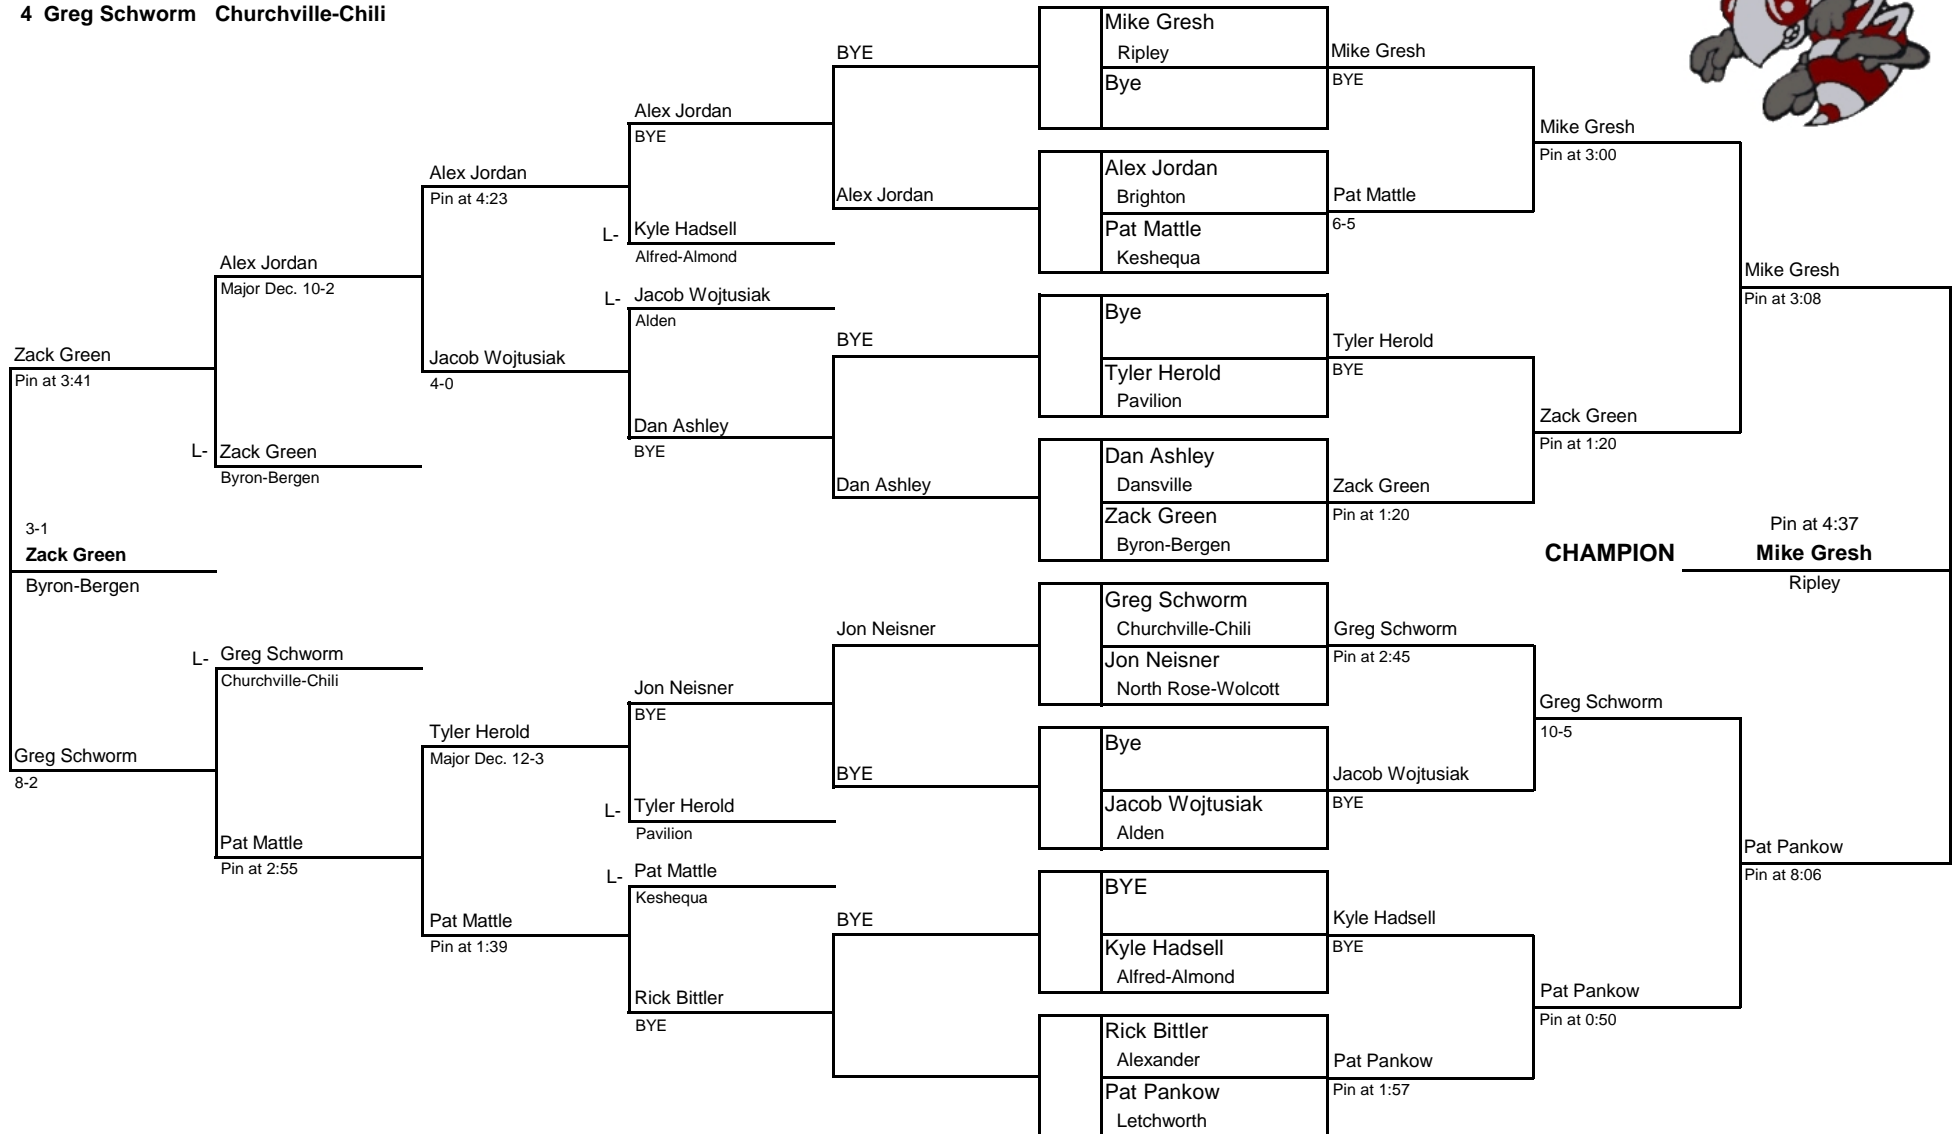 4 Greg Schworm Churchville-Chili
Zack Green
Pin at 3:41
3-1
Zack Green
Byron-Bergen
Greg Schworm
8-2
Alex Jordan
Major Dec. 10-2
L- Zack Green
Byron-Bergen
L- Greg Schworm
Churchville-Chili
Pat Mattle
Pin at 2:55
Alex Jordan
Pin at 4:23
Jacob Wojtusiak
4-0
Tyler Herold
Major Dec. 12-3
Pat Mattle
Pin at 1:39
Alex Jordan
BYE
L- Kyle Hadsell
Alfred-Almond
L- Jacob Wojtusiak
Alden
Dan Ashley
BYE
Jon Neisner
BYE
L- Tyler Herold
Pavilion
L- Pat Mattle
Keshequa
Rick Bittler
BYE
BYE
Alex Jordan
BYE
Dan Ashley
Jon Neisner
BYE
BYE
Mike Gresh
Ripley
Bye
Alex Jordan
Brighton
Pat Mattle
Keshequa
Bye
Tyler Herold
Pavilion
Dan Ashley
Dansville
Zack Green
Byron-Bergen
Greg Schworm
Churchville-Chili
Jon Neisner
North Rose-Wolcott
Bye
Jacob Wojtusiak
Alden
BYE
Kyle Hadsell
Alfred-Almond
Rick Bittler
Alexander
Pat Pankow
Letchworth
Mike Gresh
BYE
Pat Mattle
6-5
Tyler Herold
BYE
Zack Green
Pin at 1:20
Greg Schworm
Pin at 2:45
Jacob Wojtusiak
BYE
Kyle Hadsell
BYE
Pat Pankow
Pin at 1:57
Mike Gresh
Pin at 3:00
Zack Green
Pin at 1:20
Greg Schworm
10-5
Pat Pankow
Pin at 0:50
Mike Gresh
Pin at 3:08
Pat Pankow
Pin at 8:06
Pin at 4:37
CHAMPION Mike Gresh
Ripley